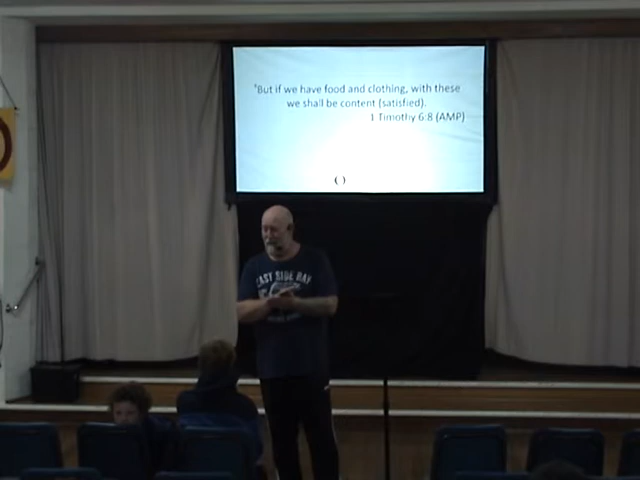 "But if we have food and clothing, with these
we shall be content (satisfied).
1 Timothy 6:8 (AMP)
( )
EAST SIDE BAY